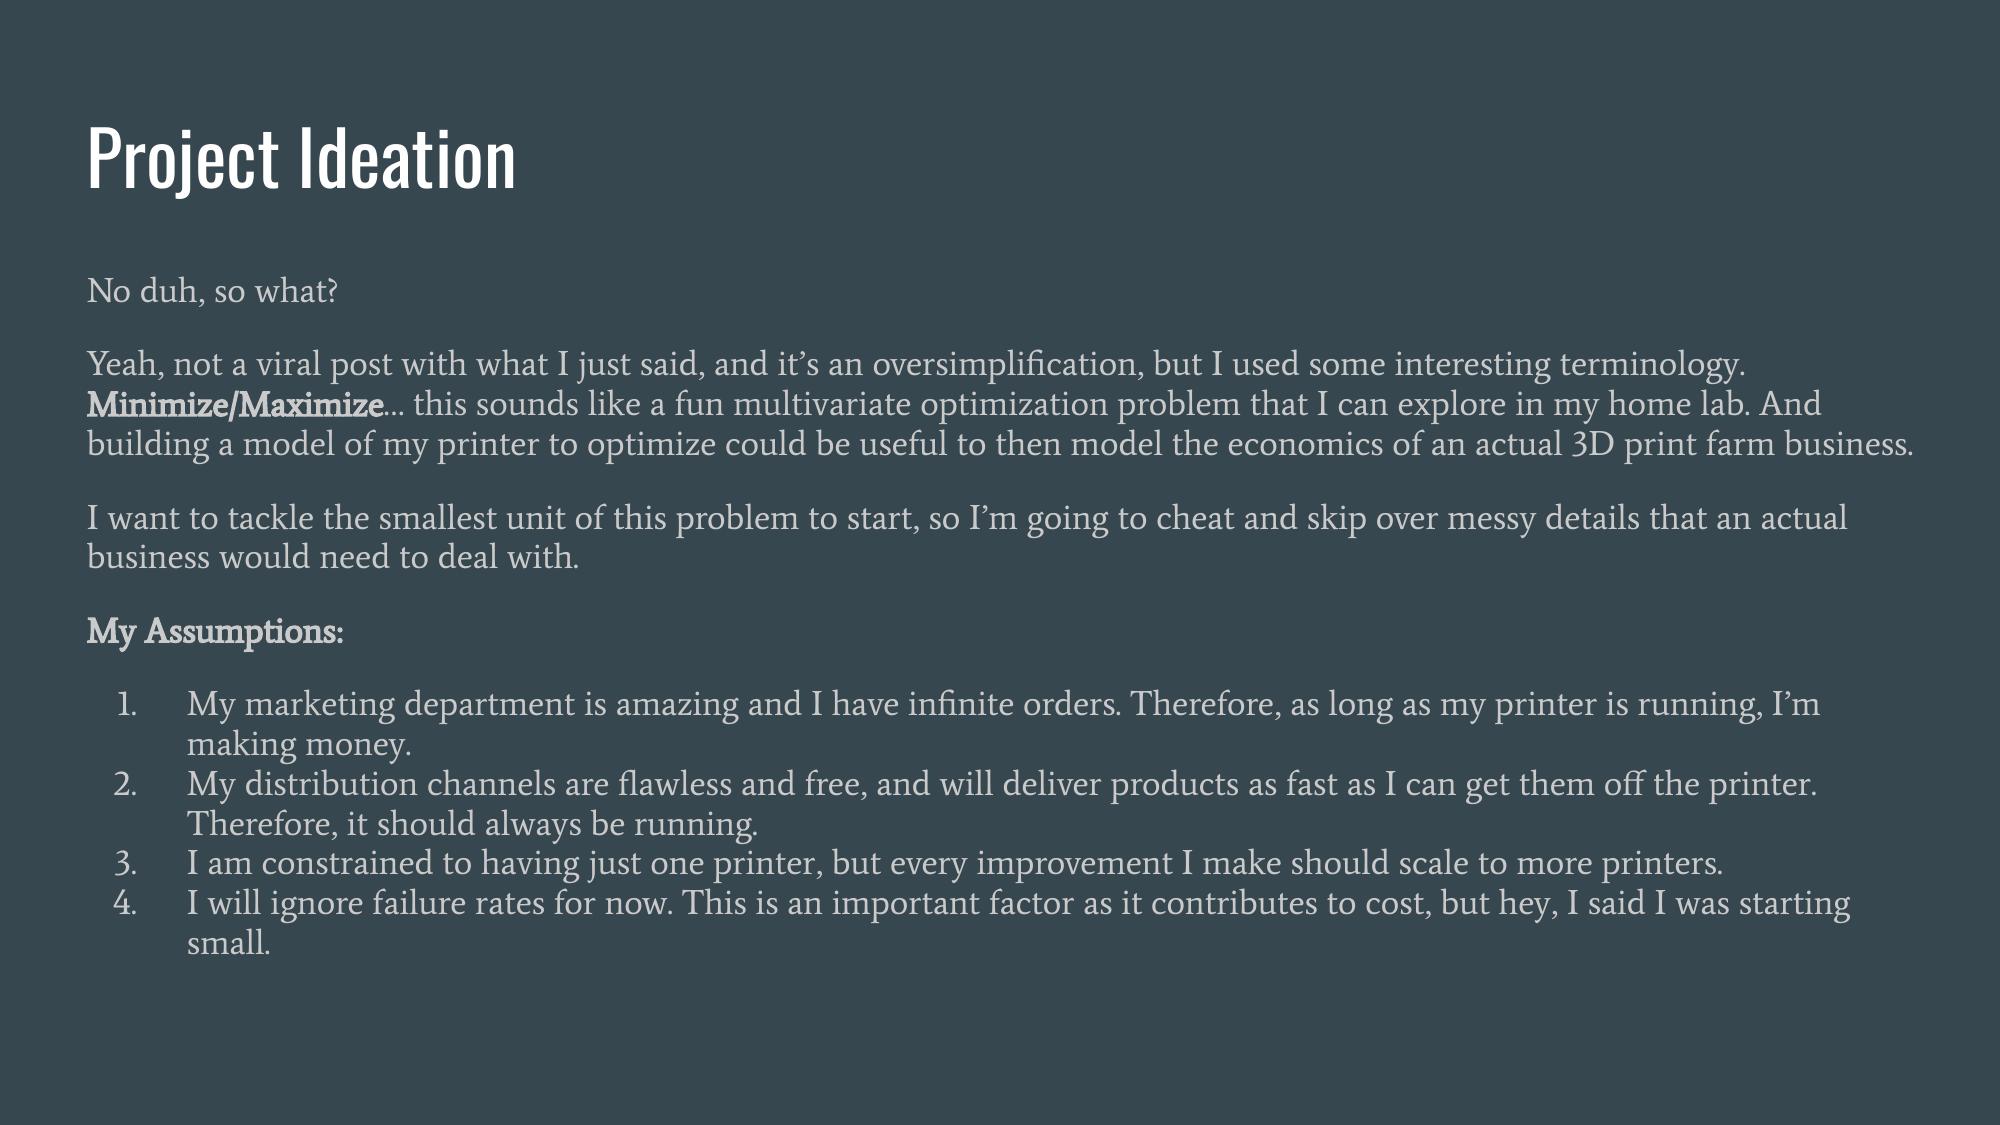 Project Ideation
No duh, so what?
Yeah, not a viral post with what I just said, and it’s an oversimplification, but I used some interesting terminology.
Minimize/Maximize... this sounds like a fun multivariate optimization problem that I can explore in my home lab. And
building a model of my printer to optimize could be useful to then model the economics of an actual 3D print farm business.
I want to tackle the smallest unit of this problem to start, so I’m going to cheat and skip over messy details that an actual
business would need to deal with.
My Assumptions:
1. My marketing department is amazing and I have infinite orders. Therefore, as long as my printer is running, I’m
making money.
2. My distribution channels are flawless and free, and will deliver products as fast as I can get them off the printer.
Therefore, it should always be running.
3. I am constrained to having just one printer, but every improvement I make should scale to more printers.
4. I will ignore failure rates for now. This is an important factor as it contributes to cost, but hey, I said I was starting
small.